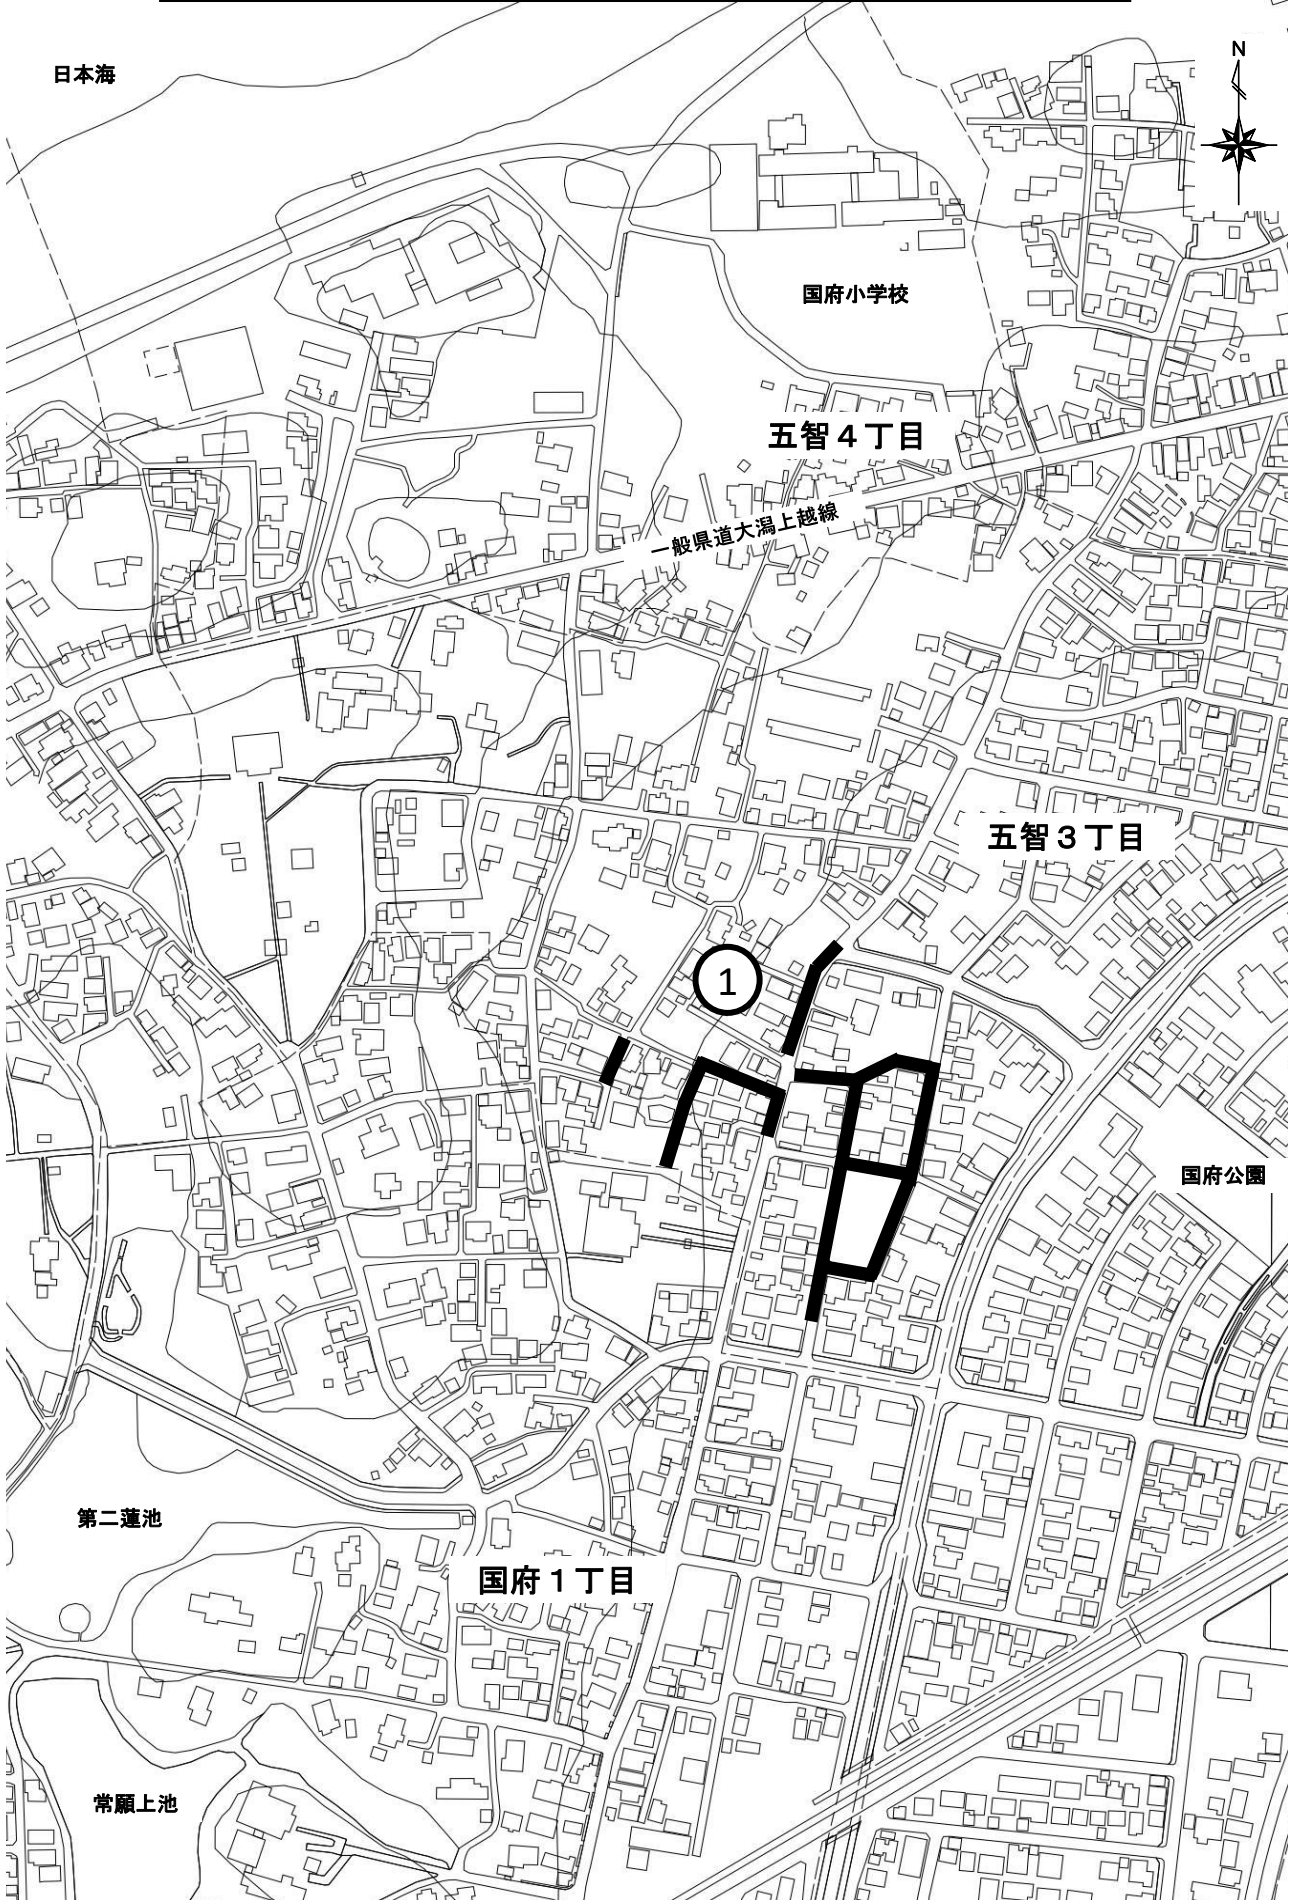 日本海
N
国府小学校
五智4丁目
一般県道大潟上越線
五智3丁目
1
国府公園
第二蓮池
国府1丁目
常願上池